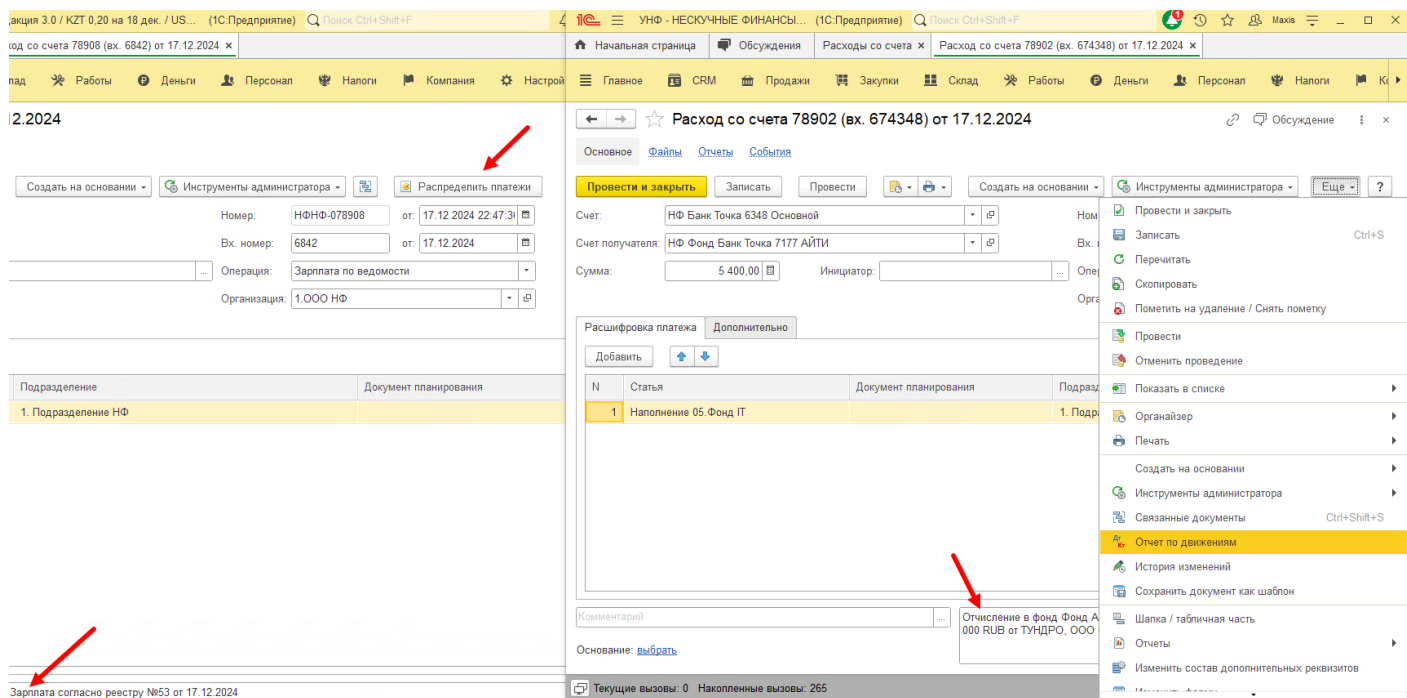 акция 3.0 / KZT 0,20 на 18 дек. / US... (1С:Предприятие) Поиск Ctrl+Shift+F
ход со счета 78908 (вх. 6842) от 17.12.2024 ×
лад Работы Деньги Персонал Налоги Компания Настрой
12.2024
Создать на основании Инструменты администратора Распределить платежи
Номер: НФНФ-078908 от: 17.12.2024 22:47:3
Вх. номер: 6842 от: 17.12.2024
... Операция: Зарплата по ведомости
Организация: 1.ООО НФ
Подразделение Документ планирования
1. Подразделение НФ
Зарплата согласно реестру №53 от 17.12.2024
УНФ - НЕСКУЧНЫЕ ФИНАНСЫ... (1С:Предприятие) Поиск Ctrl+Shift+F 9 Maxis
Начальная страница Обсуждения Расходы со счета × Расход со счета 78902 (вх. 674348) от 17.12.2024 ×
Главное CRM Продажи Закупки Склад Работы Деньги Персонал Налоги
Расход со счета 78902 (вх. 674348) от 17.12.2024 Обсуждение
Основное Файлы Отчеты События
Провести и закрыть Записать Провести Создать на основании Инструменты администратора Еще ?
Счет: НФ Банк Точка 6348 Основной Ном
Счет получателя: НФ Фонд Банк Точка 7177 АЙТИ Вх.
Сумма: 5 400,00 Инициатор: ... Опер
Орга
Расшифровка платежа Дополнительно
Добавить
N Статья Документ планирования Подразд
1 Наполнение 05.Фонд IT 1. Подр
Комментарий ... Отчисление в фонд Фонд А
000 RUB от ТУНДРО, ООО
Основание: выбрать
Текущие вызовы: 0 Накопленные вызовы: 265
Провести и закрыть
Записать Ctrl+S
Перечитать
Скопировать
Пометить на удаление / Снять пометку
Провести
Отменить проведение
Показать в списке
Органайзер
Печать
Создать на основании
Инструменты администратора
Связанные документы Ctrl+Shift+S
Отчет по движениям
История изменений
Сохранить документ как шаблон
Шапка / табличная часть
Отчеты
Изменить состав дополнительных реквизитов